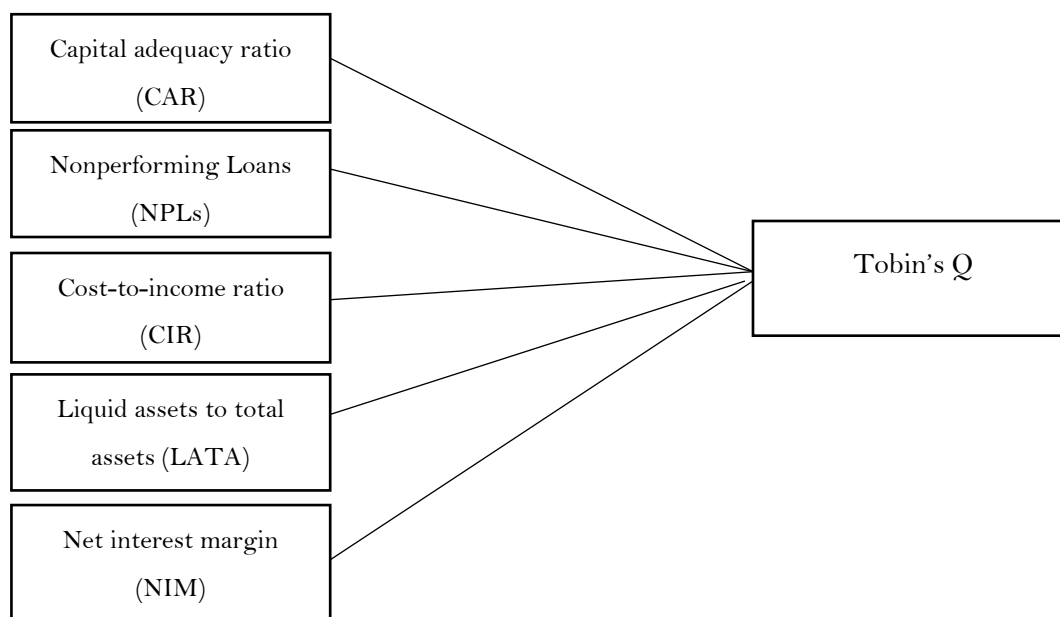 Capital adequacy ratio
(CAR)
Nonperforming Loans
(NPLs)
Cost-to-income ratio
(CIR)
Liquid assets to total
assets (LATA)
Net interest margin
(NIM)
Tobin’s Q